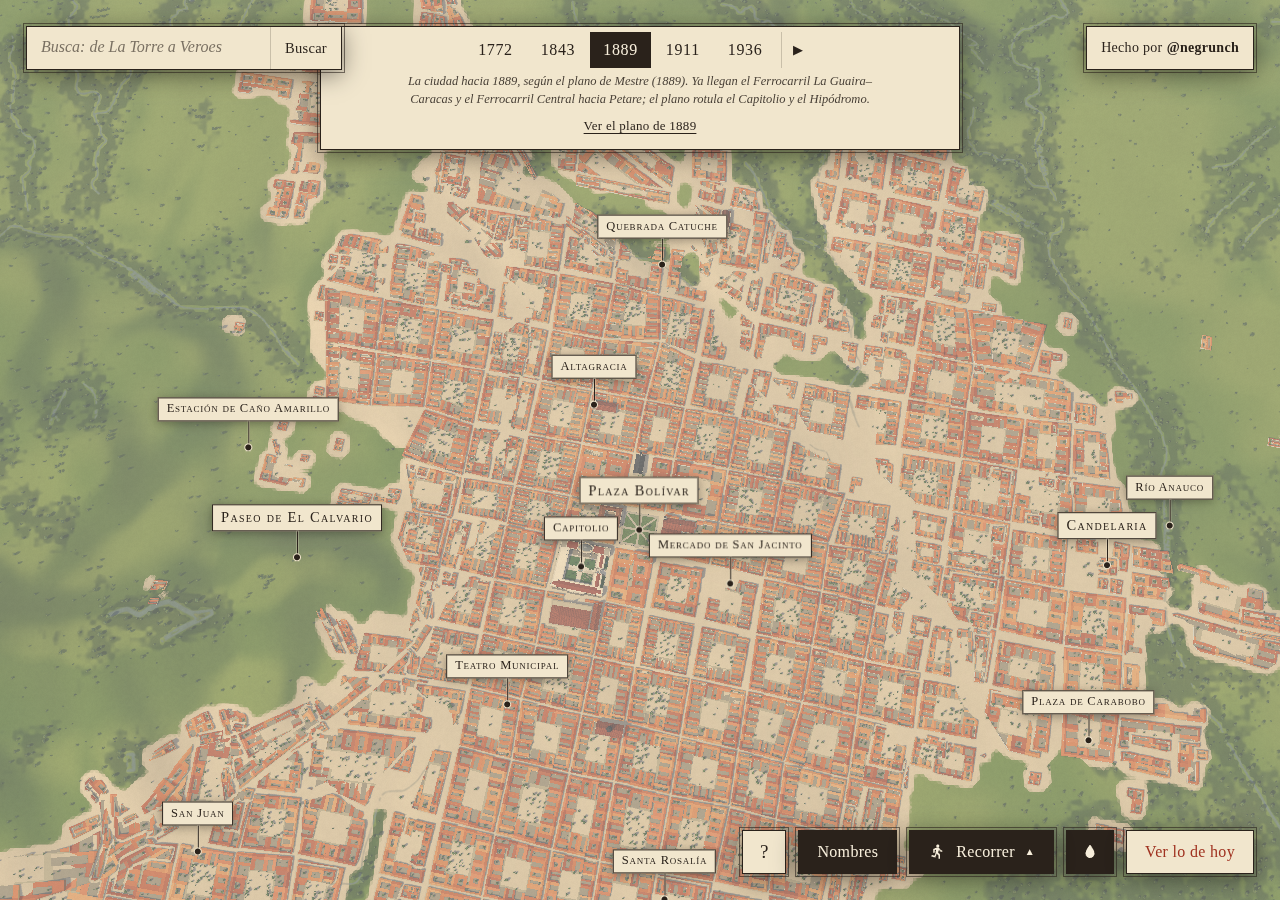 Busca: de La Torre a Veroes
Buscar
1772 1843 1889 1911 1936 ▶
La ciudad hacia 1889, según el plano de Mestre (1889). Ya llegan el Ferrocarril La Guaira–
Caracas y el Ferrocarril Central hacia Petare; el plano rotula el Capitolio y el Hipódromo.
Ver el plano de 1889
Hecho por @negrunch
Quebrada Catuche
Altagracia
Estación de Caño Amarillo
Plaza Bolívar
Río Anauco
Paseo de El Calvario
Capitolio
Candelaria
Mercado de San Jacinto
Teatro Municipal
Plaza de Carabobo
San Juan
Santa Rosalía
?
Nombres
Recorrer ▲
Ver lo de hoy